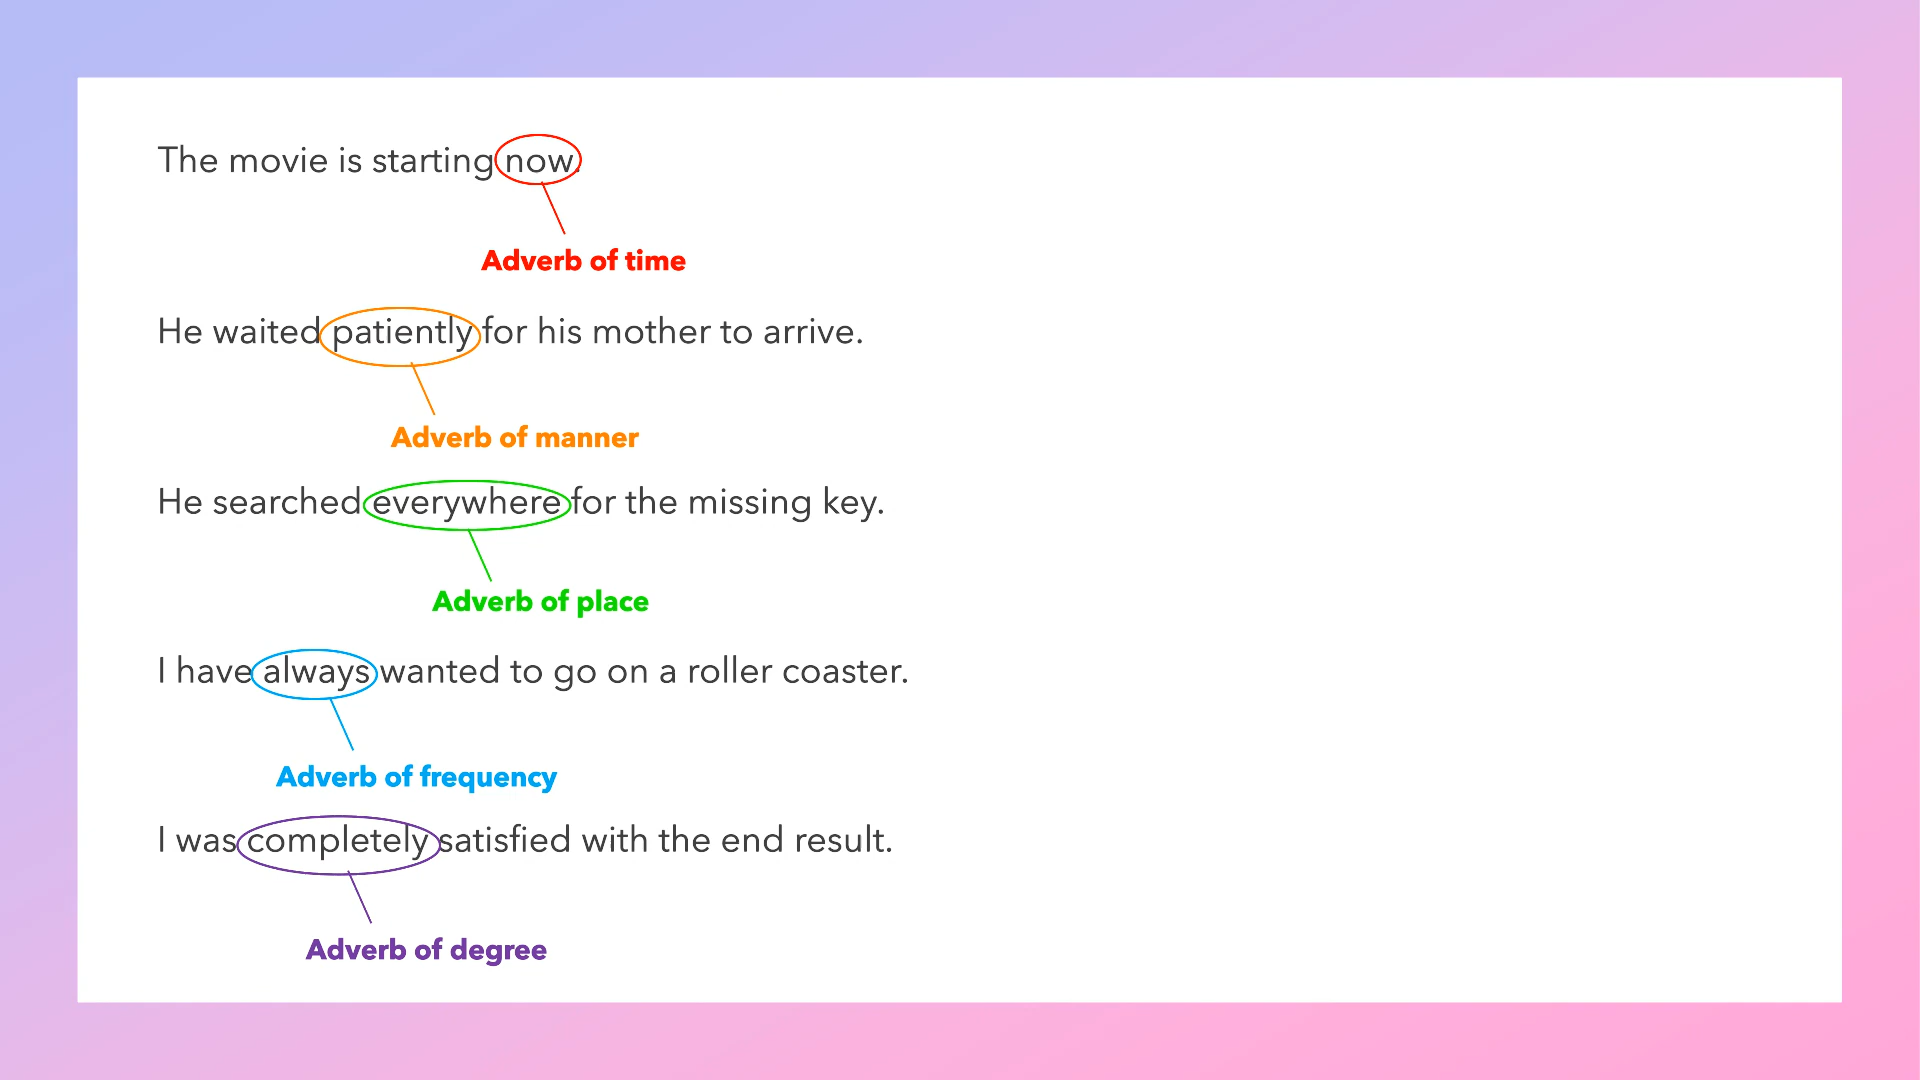 The movie is starting now.
Adverb of time
He waited patiently for his mother to arrive.
Adverb of manner
He searched everywhere for the missing key.
Adverb of place
I have always wanted to go on a roller coaster.
Adverb of frequency
I was completely satisfied with the end result.
Adverb of degree